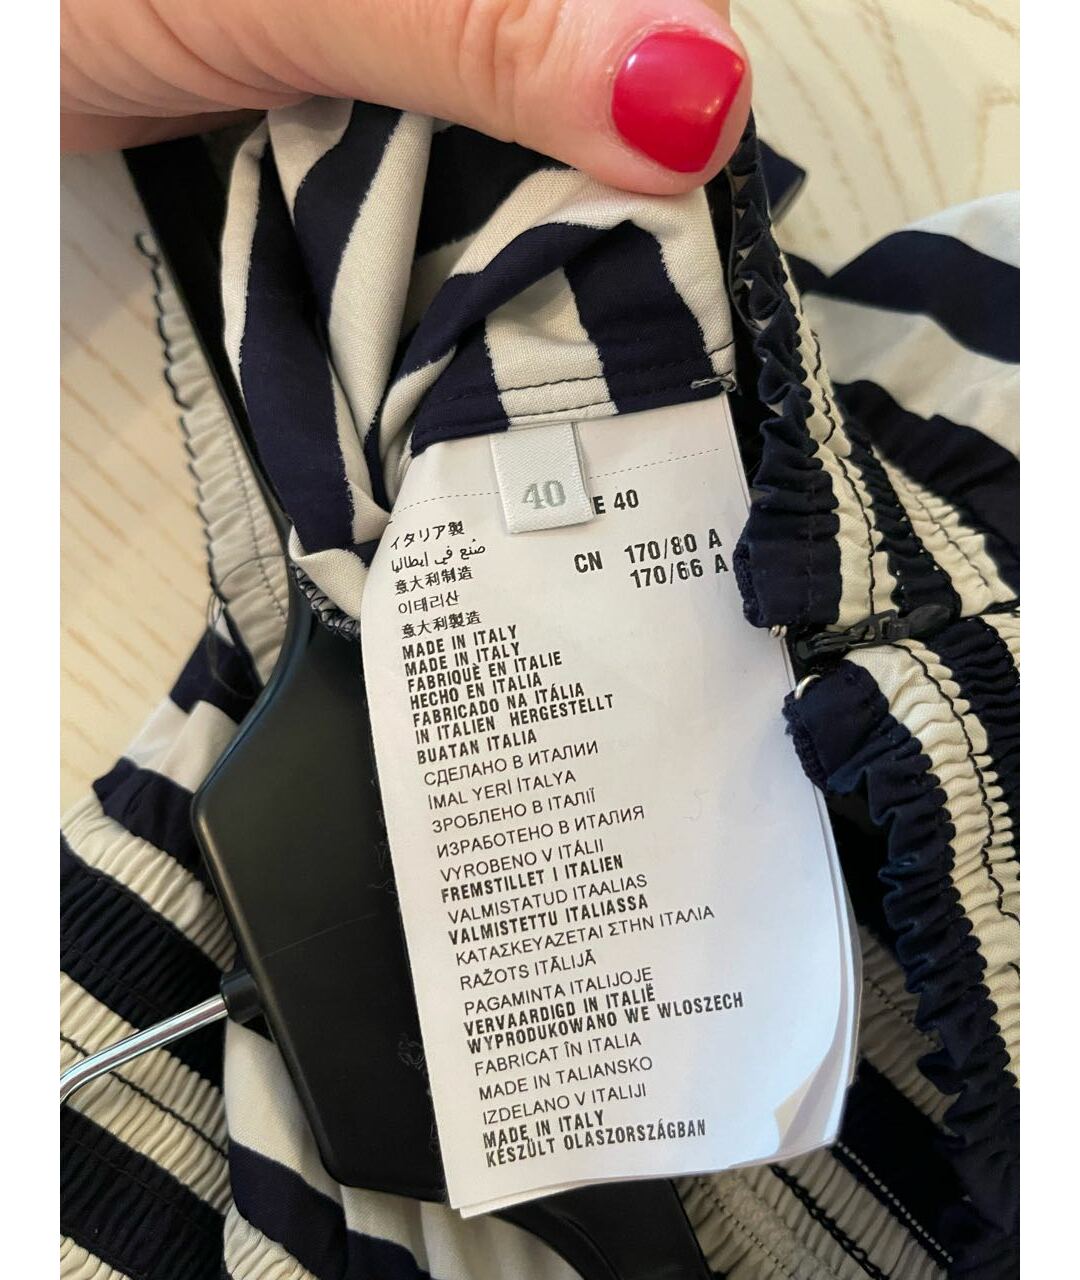 40
E 40
CN 170/80 A
170/66 A
イタリア製
صنع في إيطاليا
意大利制造
이태리산
意大利製造
MADE IN ITALY
MADE IN ITALY
FABRIQUÈ EN ITALIE
HECHO EN ITALIA
FABRICADO NA ITÁLIA
IN ITALIEN HERGESTELLT
BUATAN ITALIA
СДЕЛАНО В ИТАЛИИ
İMAL YERİ İTALYA
ЗРОБЛЕНО В ІТАЛІЇ
ИЗРАБОТЕНО В ИТАЛИЯ
VYROBENO V ITÁLII
FREMSTILLET I ITALIEN
VALMISTATUD ITAALIAS
VALMISTETTU ITALIASSA
ΚΑΤΑΣΚΕΥΑΖΕΤΑΙ ΣΤΗΝ ΙΤΑΛΙΑ
RAŽOTS ITĀLIJĀ
PAGAMINTA ITALIJOJE
VERVAARDIGD IN ITALIË
WYPRODUKOWANO WE WLOSZECH
FABRICAT ÎN ITALIA
MADE IN TALIANSKO
IZDELANO V ITALIJI
MADE IN ITALY
KÉSZÜLT OLASZORSZÁGBAN